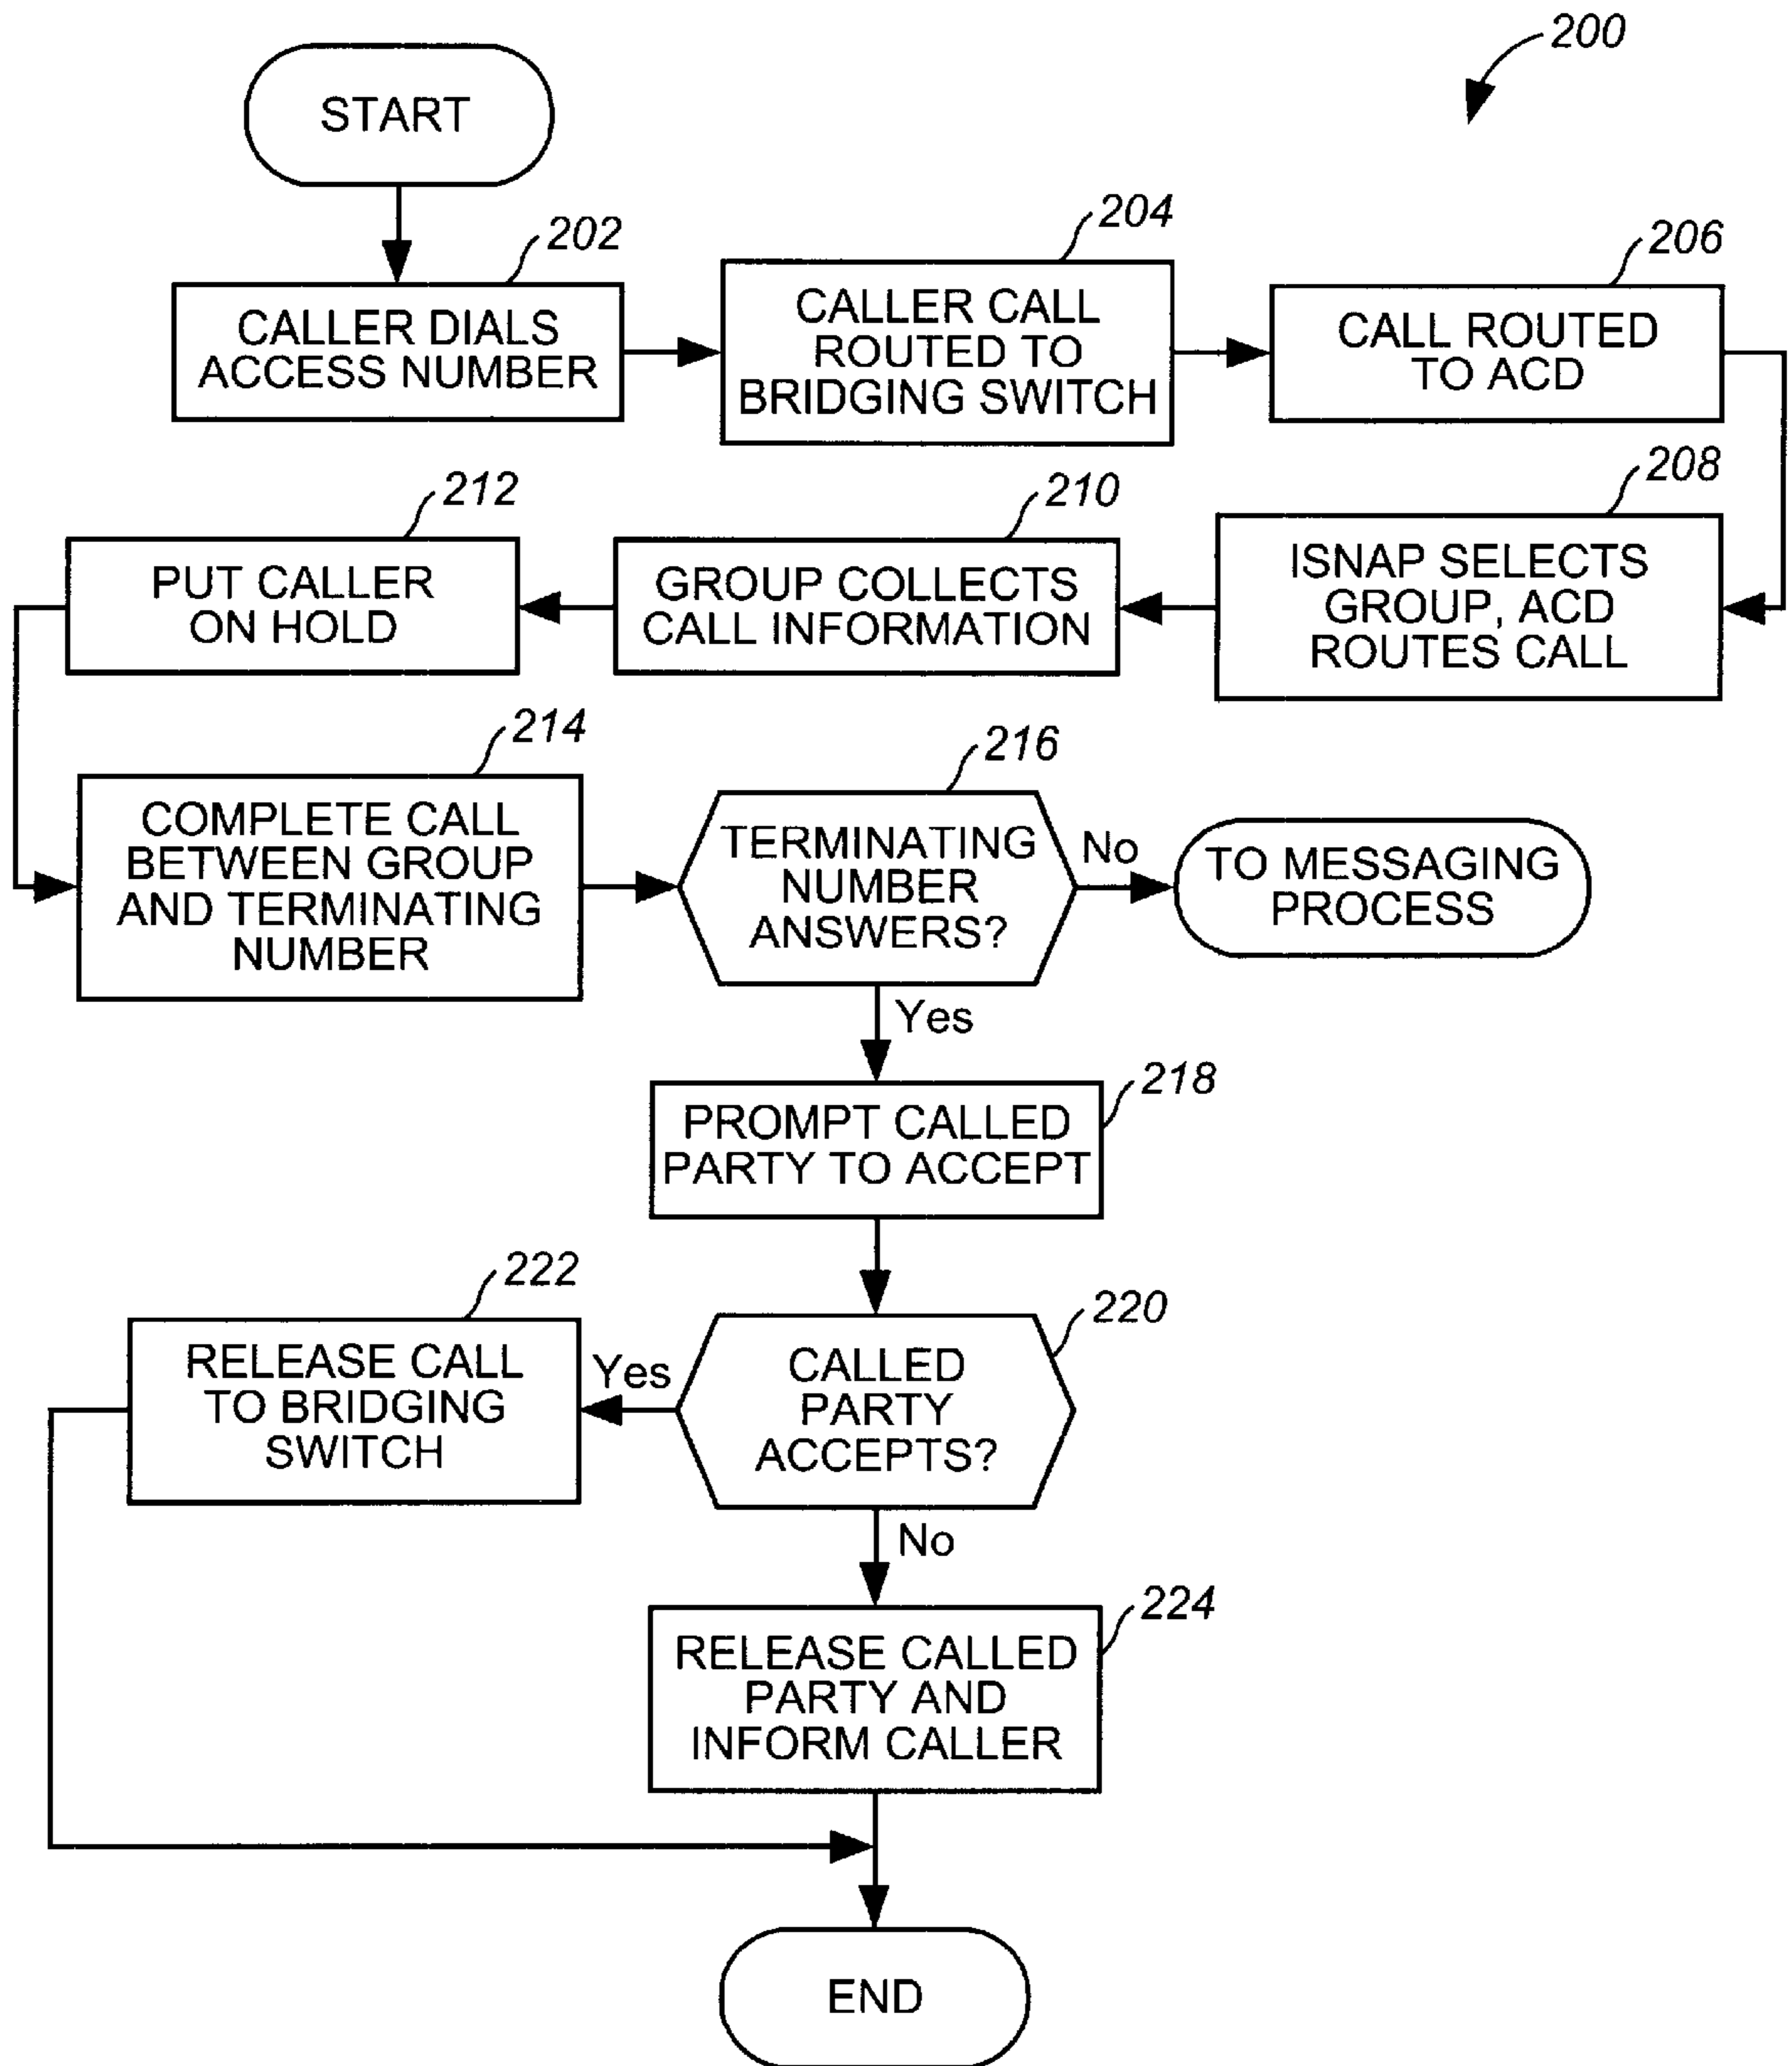 200
START
202
CALLER DIALS
ACCESS NUMBER
204
CALLER CALL
ROUTED TO
BRIDGING SWITCH
206
CALL ROUTED
TO ACD
208
ISNAP SELECTS
GROUP, ACD
ROUTES CALL
210
GROUP COLLECTS
CALL INFORMATION
212
PUT CALLER
ON HOLD
214
COMPLETE CALL
BETWEEN GROUP
AND TERMINATING
NUMBER
216
TERMINATING
NUMBER
ANSWERS?
No
TO MESSAGING
PROCESS
Yes
218
PROMPT CALLED
PARTY TO ACCEPT
220
CALLED
PARTY
ACCEPTS?
Yes
222
RELEASE CALL
TO BRIDGING
SWITCH
No
224
RELEASE CALLED
PARTY AND
INFORM CALLER
END